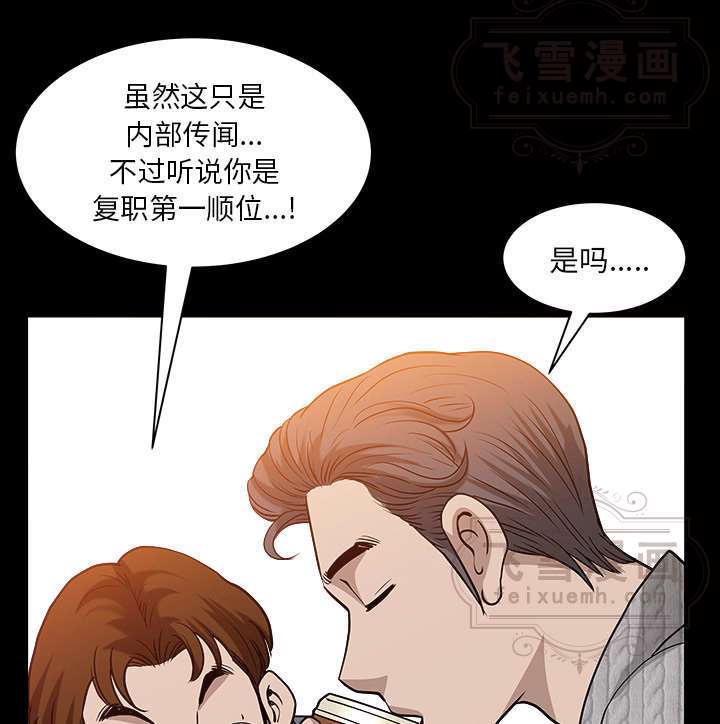 飞雪漫画
feixuemh.com
虽然这只是
内部传闻...
不过听说你是
复职第一顺位...!
是吗.....
飞雪漫画
feixuemh.com